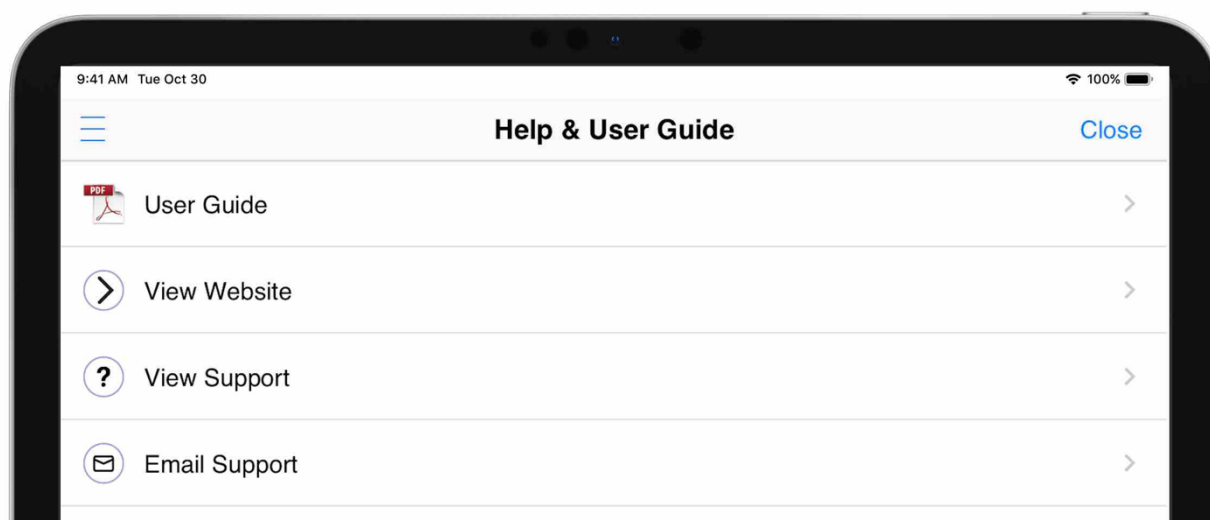 9:41 AM Tue Oct 30 100%
Help & User Guide Close
PDF User Guide
View Website
? View Support
Email Support